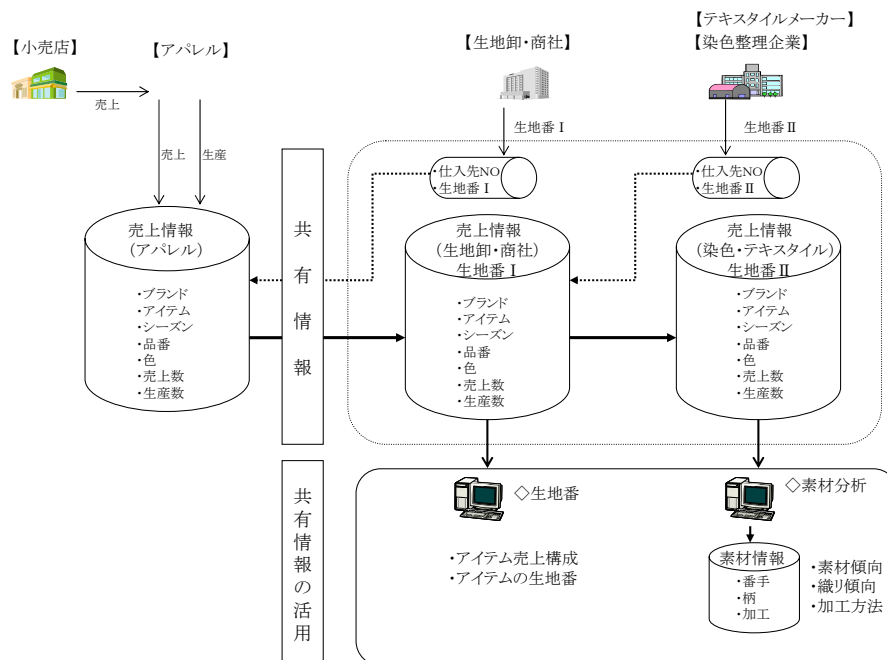 【小売店】
【アパレル】
【生地卸・商社】
【テキスタイルメーカー】
【染色整理企業】
売上
売上
生産
生地番Ⅰ
生地番Ⅱ
・仕入先NO
・生地番Ⅰ
・仕入先NO
・生地番Ⅱ
共有情報
売上情報
(アパレル)
・ブランド
・アイテム
・シーズン
・品番
・色
・売上数
・生産数
売上情報
(生地卸・商社)
生地番Ⅰ
・ブランド
・アイテム
・シーズン
・品番
・色
・売上数
・生産数
売上情報
(染色・テキスタイル)
生地番Ⅱ
・ブランド
・アイテム
・シーズン
・品番
・色
・売上数
・生産数
共有情報の活用
◇生地番
・アイテム売上構成
・アイテムの生地番
◇素材分析
素材情報
・番手
・柄
・加工
・素材傾向
・織り傾向
・加工方法